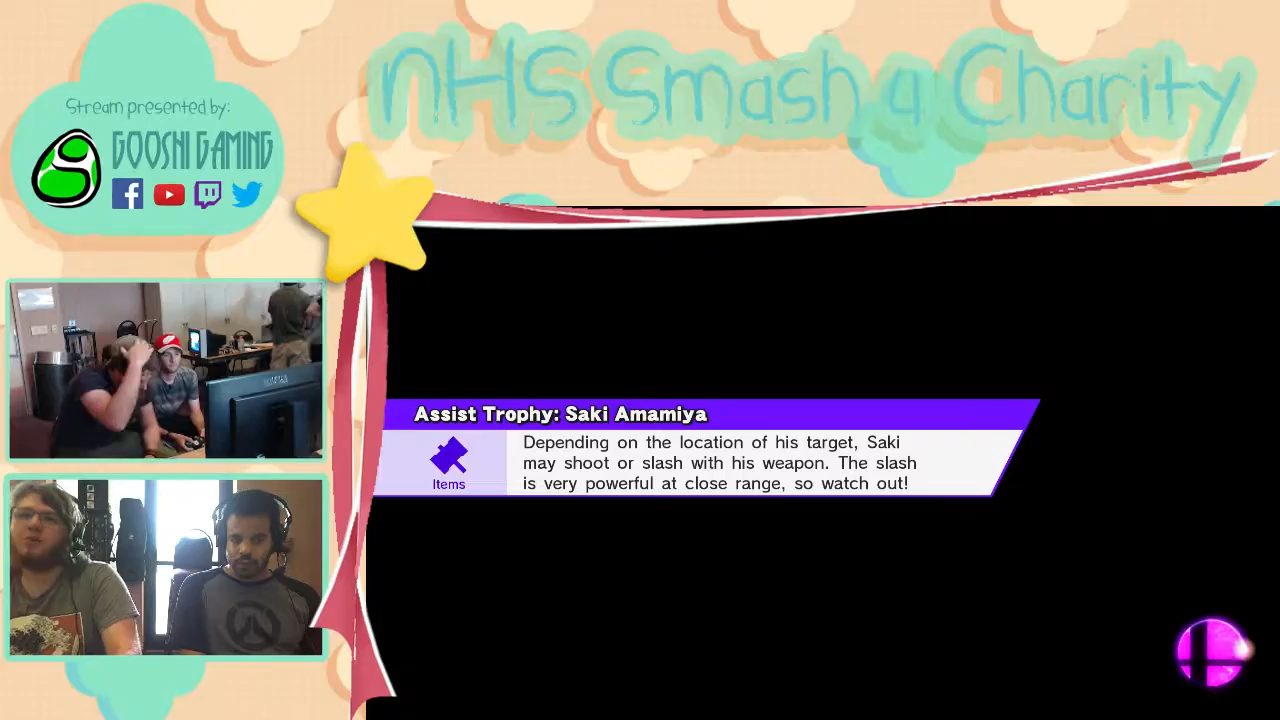 Stream presented by:
GOOSHI GAMING
nHS Smash 4 Charity
Assist Trophy: Saki Amamiya
Items
Depending on the location of his target, Saki
may shoot or slash with his weapon. The slash
is very powerful at close range, so watch out!